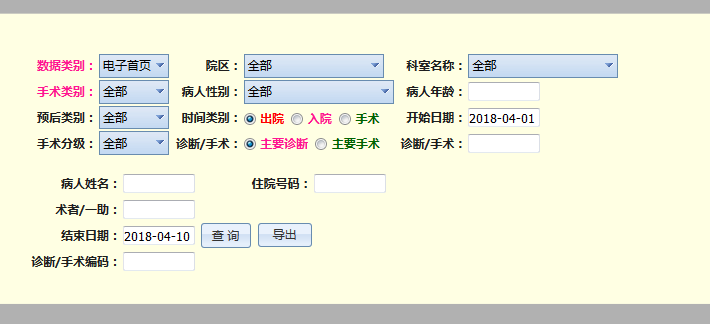 数据类别： 电子首页 院区： 全部 科室名称： 全部
手术类别： 全部 病人性别： 全部 病人年龄：
预后类别： 全部 时间类别： 出院 入院 手术 开始日期： 2018-04-01
手术分级： 全部 诊断/手术： 主要诊断 主要手术 诊断/手术：
病人姓名： 住院号码：
术者/一助：
结束日期： 2018-04-10 查 询 导出
诊断/手术编码：